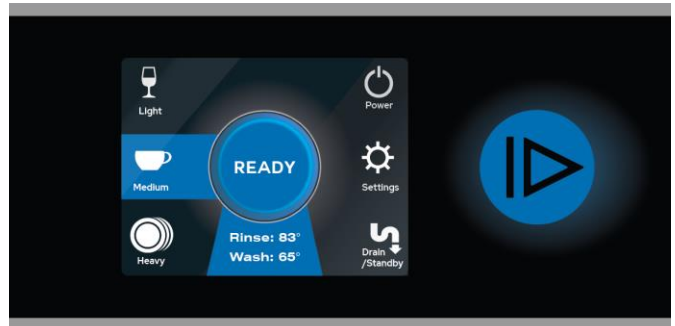 Light
Power
READY
Medium
Settings
Rinse: 83°
Wash: 65°
Heavy
Drain
/Standby